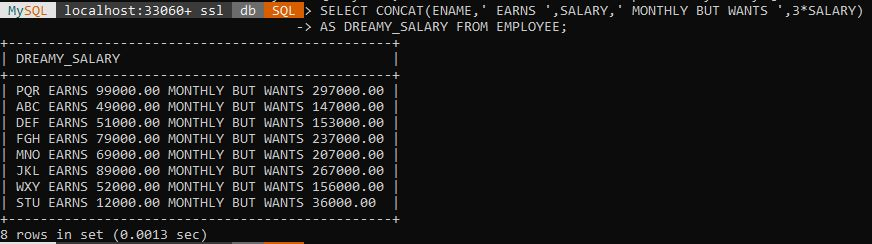 MySQL localhost:33060+ ssl db SQL > SELECT CONCAT(ENAME,' EARNS ',SALARY,' MONTHLY BUT WANTS ',3*SALARY)
-> AS DREAMY_SALARY FROM EMPLOYEE;
+-----------------------------------------------+
| DREAMY_SALARY                                 |
+-----------------------------------------------+
| PQR EARNS 99000.00 MONTHLY BUT WANTS 297000.00 |
| ABC EARNS 49000.00 MONTHLY BUT WANTS 147000.00 |
| DEF EARNS 51000.00 MONTHLY BUT WANTS 153000.00 |
| FGH EARNS 79000.00 MONTHLY BUT WANTS 237000.00 |
| MNO EARNS 69000.00 MONTHLY BUT WANTS 207000.00 |
| JKL EARNS 89000.00 MONTHLY BUT WANTS 267000.00 |
| WXY EARNS 52000.00 MONTHLY BUT WANTS 156000.00 |
| STU EARNS 12000.00 MONTHLY BUT WANTS 36000.00  |
+-----------------------------------------------+
8 rows in set (0.0013 sec)